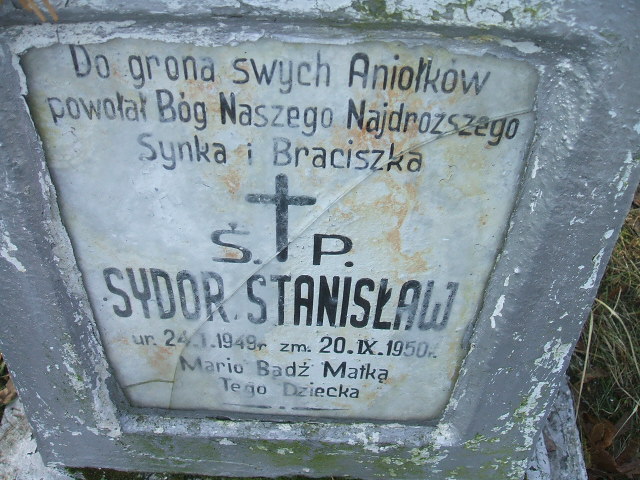 Do grona swych Aniołków
powołał Bóg Naszego Najdroższego
Synka i Braciszka
Ś. P.
SYDOR STANISŁAW
ur. 24.I.1949r. zm. 20.IX.1950r.
Mario Bądź Matką
Tego Dziecka